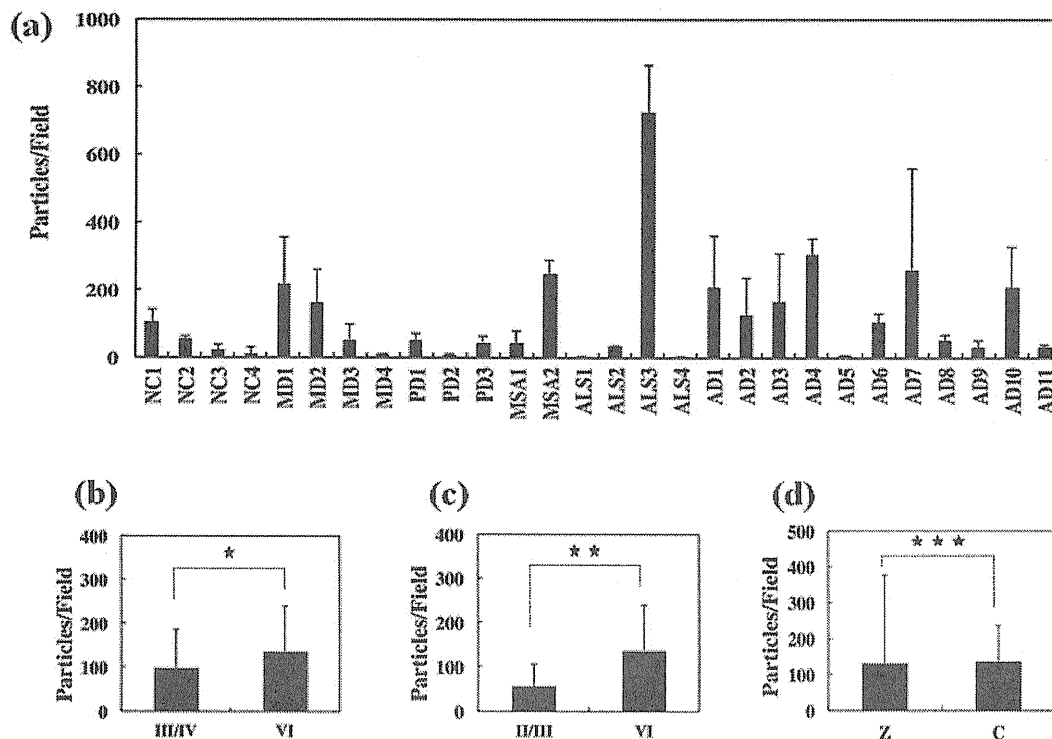 (a)
Particles/Field
1000
800
600
400
200
0
NC1 NC2 NC3 NC4 MD1 MD2 MD3 MD4 PD1 PD2 PD3 MSA1 MSA2 ALS1 ALS2 ALS3 ALS4 AD1 AD2 AD3 AD4 AD5 AD6 AD7 AD8 AD9 AD10 AD11
(b)
Particles/Field
400
300
200
100
0
*
III/IV VI
(c)
Particles/Field
400
300
200
100
0
**
II/III VI
(d)
Particles/Field
500
400
300
200
100
0
***
Z C